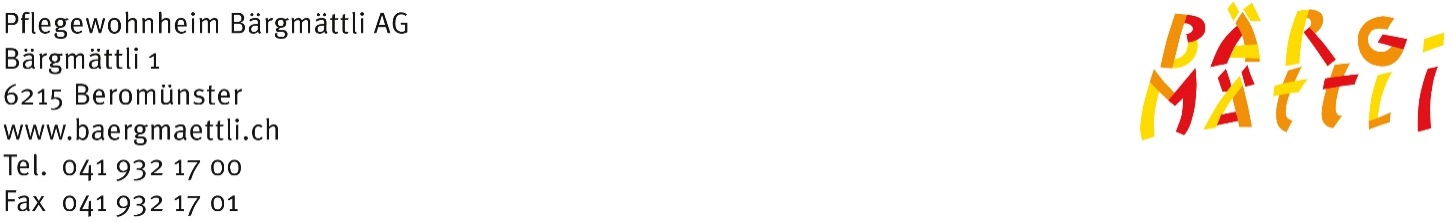 Pflegewohnheim Bärgmättli AG
Bärgmättli 1
6215 Beromünster
www.baergmaettli.ch
Tel. 041 932 17 00
Fax 041 932 17 01
BÄRG-
MÄttLI